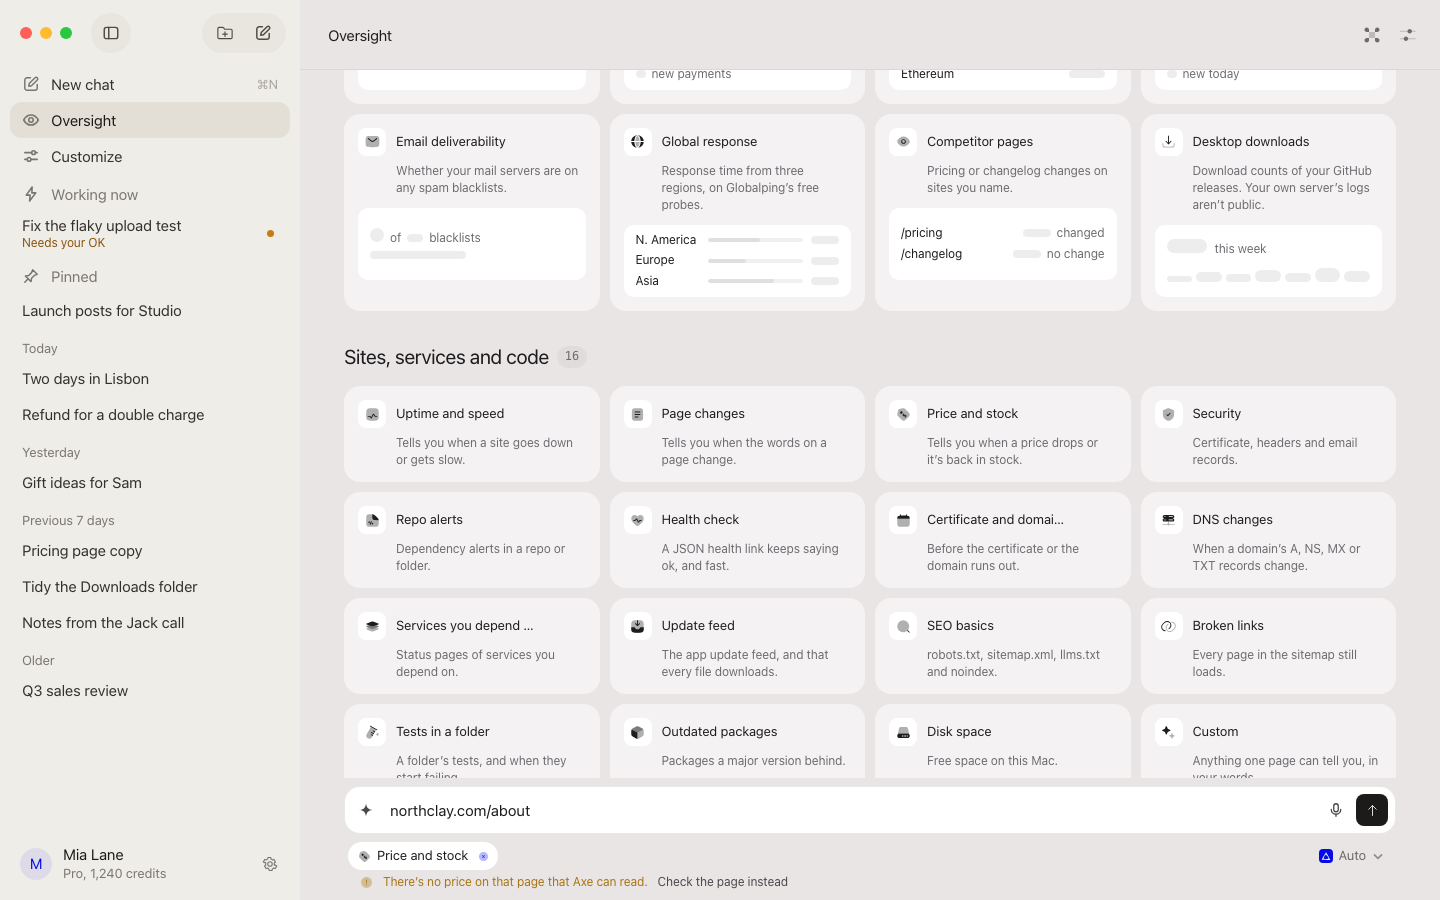 Oversight
New chat
⌘N
Oversight
Customize
Working now
Fix the flaky upload test
Needs your OK
Pinned
Launch posts for Studio
Today
Two days in Lisbon
Refund for a double charge
Yesterday
Gift ideas for Sam
Previous 7 days
Pricing page copy
Tidy the Downloads folder
Notes from the Jack call
Older
Q3 sales review
M
Mia Lane
Pro, 1,240 credits
new payments
Ethereum
new today
Email deliverability
Whether your mail servers are on
any spam blacklists.
of blacklists
Global response
Response time from three
regions, on Globalping’s free
probes.
N. America
Europe
Asia
Competitor pages
Pricing or changelog changes on
sites you name.
/pricing changed
/changelog no change
Desktop downloads
Download counts of your GitHub
releases. Your own server’s logs
aren’t public.
this week
Sites, services and code 16
Uptime and speed
Tells you when a site goes down
or gets slow.
Page changes
Tells you when the words on a
page change.
Price and stock
Tells you when a price drops or
it’s back in stock.
Security
Certificate, headers and email
records.
Repo alerts
Dependency alerts in a repo or
folder.
Health check
A JSON health link keeps saying
ok, and fast.
Certificate and domai...
Before the certificate or the
domain runs out.
DNS changes
When a domain’s A, NS, MX or
TXT records change.
Services you depend ...
Status pages of services you
depend on.
Update feed
The app update feed, and that
every file downloads.
SEO basics
robots.txt, sitemap.xml, llms.txt
and noindex.
Broken links
Every page in the sitemap still
loads.
Tests in a folder
A folder’s tests, and when they
start failing.
Outdated packages
Packages a major version behind.
Disk space
Free space on this Mac.
Custom
Anything one page can tell you, in
your words.
northclay.com/about
Price and stock
Auto
There’s no price on that page that Axe can read. Check the page instead